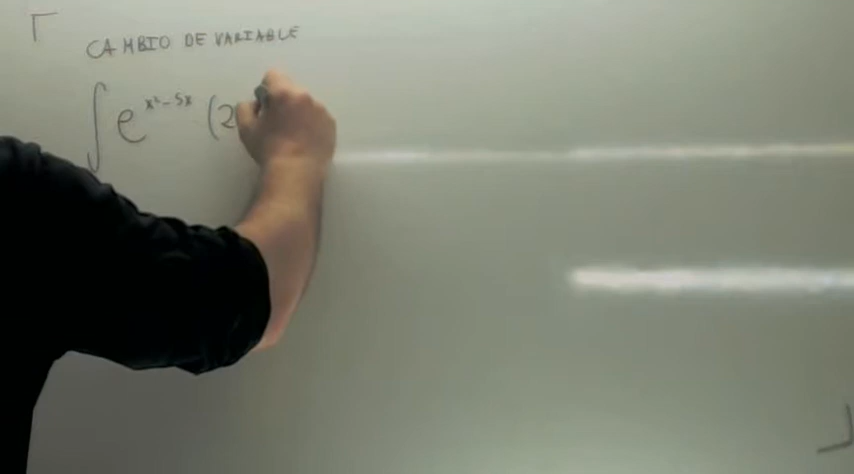 CAMBIO DE VARIABLE
∫ e^{x²-5x} (2